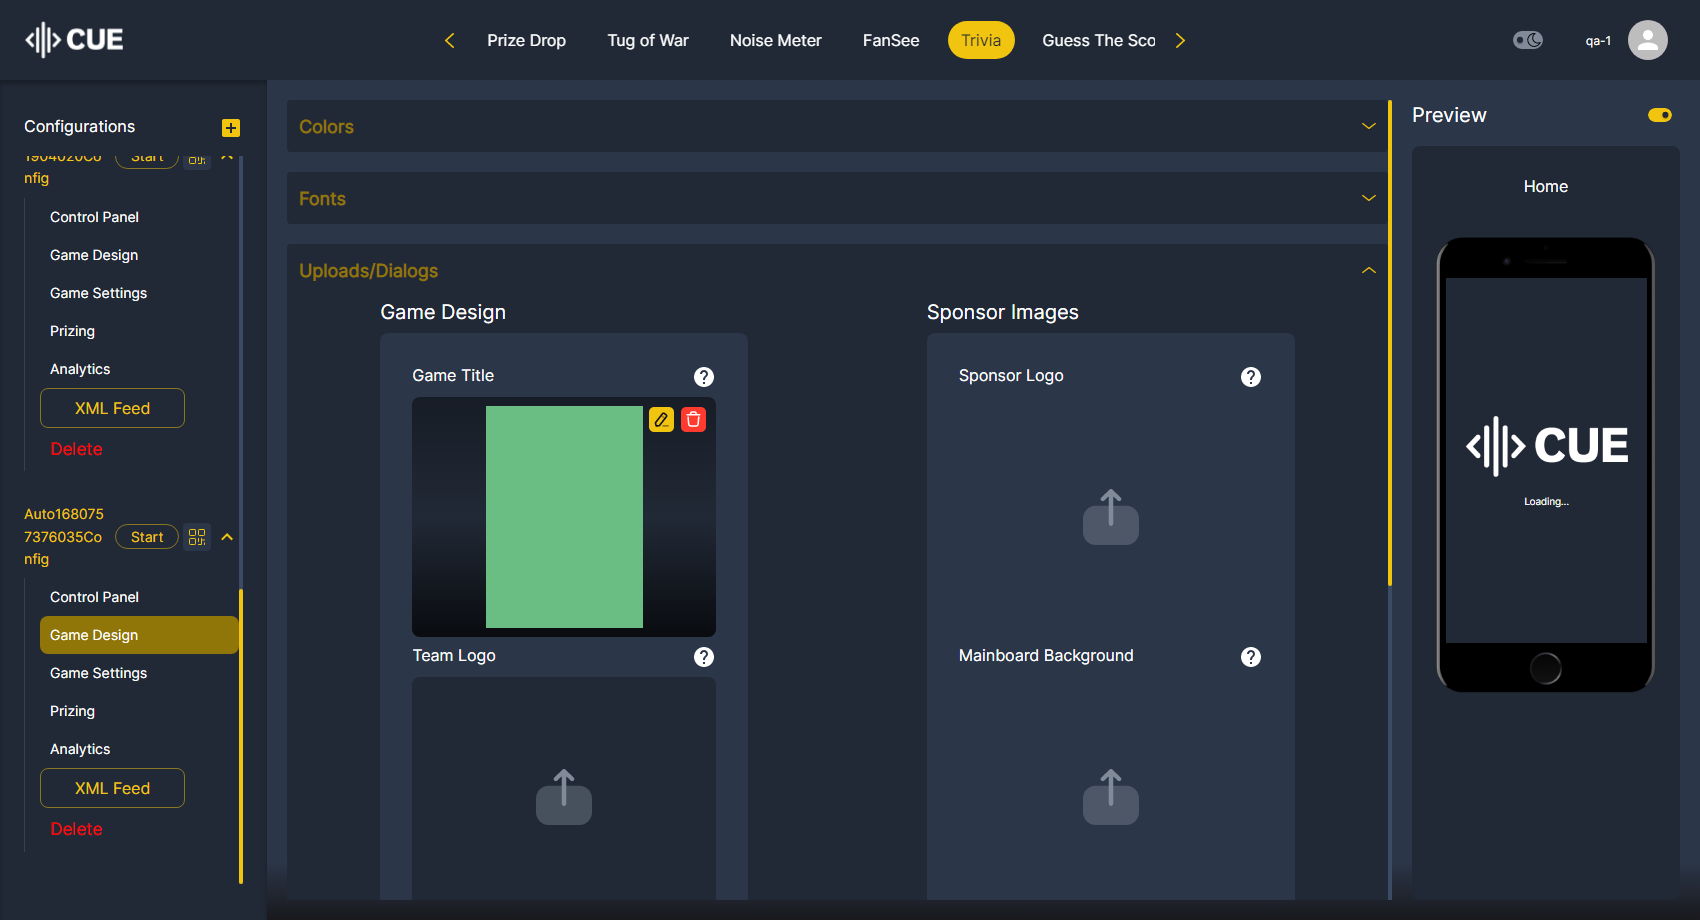 CUE
Prize Drop
Tug of War
Noise Meter
FanSee
Trivia
Guess The Sco
qa-1
Configurations
1904020Co
nfig
Start
Control Panel
Game Design
Game Settings
Prizing
Analytics
XML Feed
Delete
Auto168075
7376035Co
nfig
Start
Control Panel
Game Design
Game Settings
Prizing
Analytics
XML Feed
Delete
Colors
Fonts
Uploads/Dialogs
Game Design
Game Title
Team Logo
Sponsor Images
Sponsor Logo
Mainboard Background
Preview
Home
CUE
Loading...